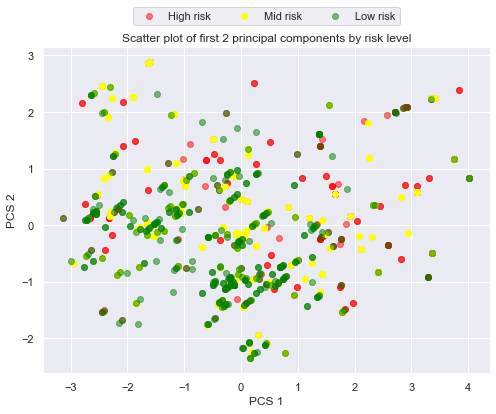 High risk Mid risk Low risk
Scatter plot of first 2 principal components by risk level
3
2
1
0
−1
−2
PCS 2
−3 −2 −1 0 1 2 3 4
PCS 1